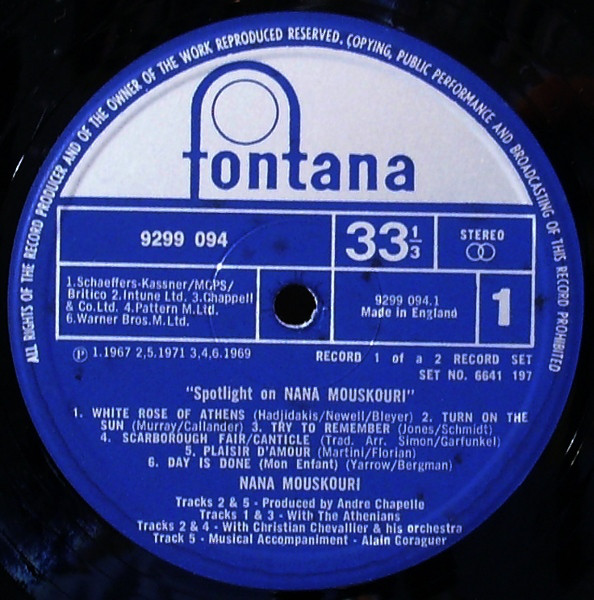 ALL RIGHTS OF THE RECORD PRODUCER AND OF THE OWNER OF THE WORK REPRODUCED RESERVED. COPYING, PUBLIC PERFORMANCE AND BROADCASTING OF THIS RECORD PROHIBITED
fontana
9299 094
33 1/3
STEREO
1.Schaeffers-Kassner/MCPS/
Britico 2.Intune Ltd. 3.Chappell
& Co.Ltd. 4.Pattern M.Ltd.
6.Warner Bros.M.Ltd.
9299 094.1
Made in England
1
℗ 1.1967 2,5.1971 3,4,6.1969
RECORD 1 of a 2 RECORD SET
SET NO. 6641 197
"Spotlight on NANA MOUSKOURI"
1. WHITE ROSE OF ATHENS (Hadjidakis/Newell/Bleyer) 2. TURN ON THE
SUN (Murray/Callander) 3. TRY TO REMEMBER (Jones/Schmidt)
4. SCARBOROUGH FAIR/CANTICLE (Trad. Arr. Simon/Garfunkel)
5. PLAISIR D'AMOUR (Martini/Florian)
6. DAY IS DONE (Mon Enfant) (Yarrow/Bergman)
NANA MOUSKOURI
Tracks 2 & 5 - Produced by Andre Chapelle
Tracks 1 & 3 - With The Athenians
Tracks 2 & 4 - With Christian Chevallier & his orchestra
Track 5 - Musical Accompaniment - Alain Goraguer